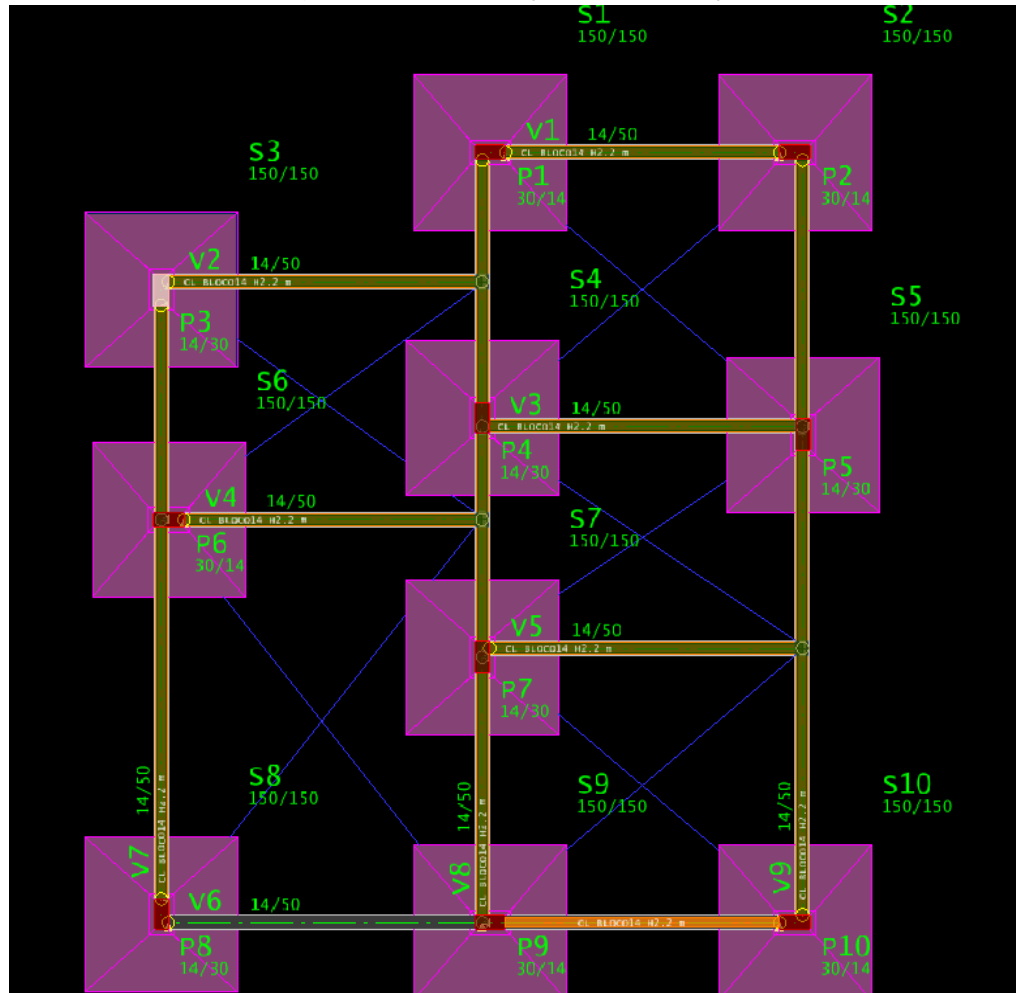 S1
150/150
S2
150/150
V1
14/50
CL BLOCO14 H2.2 m
S3
150/150
P1
30/14
P2
30/14
V2
14/50
CL BLOCO14 H2.2 m
S4
150/150
S5
150/150
P3
14/30
S6
150/150
V3
14/50
CL BLOCO14 H2.2 m
P4
14/30
P5
14/30
V4
14/50
CL BLOCO14 H2.2 m
S7
150/150
P6
30/14
V5
14/50
CL BLOCO14 H2.2 m
P7
14/30
14/50
CL BLOCO14 H2.2 m
14/50
CL BLOCO14 H2.2 m
14/50
CL BLOCO14 H2.2 m
S8
150/150
S9
150/150
S10
150/150
V7
V8
V9
V6
14/50
CL BLOCO14 H2.2 m
P8
14/30
P9
30/14
P10
30/14